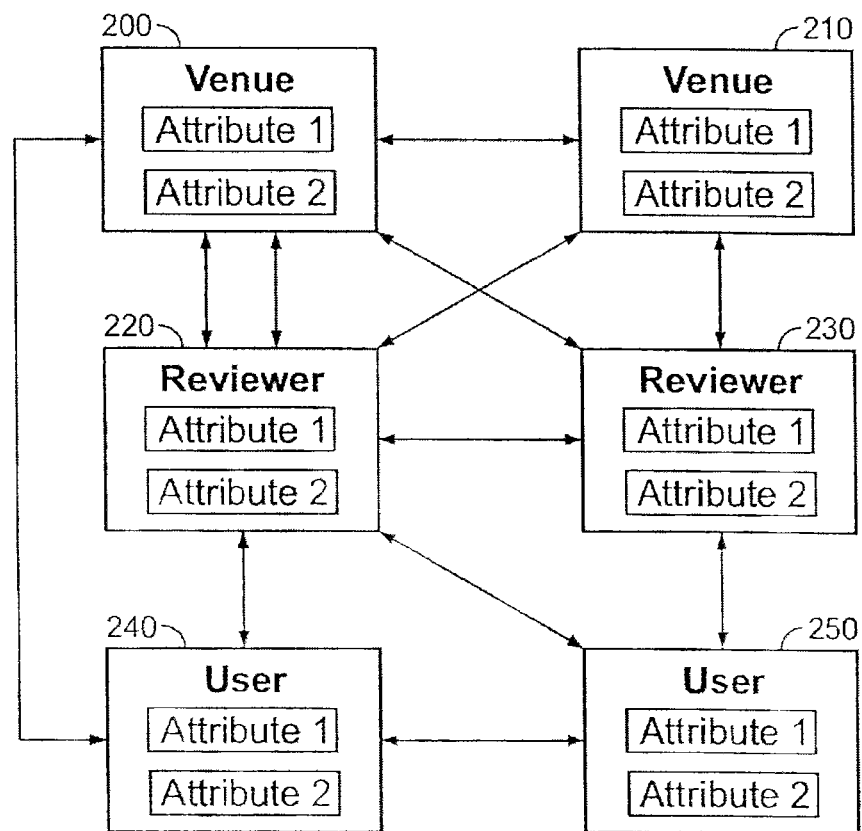 200
210
Venue
Attribute 1
Attribute 2
Venue
Attribute 1
Attribute 2
220
230
Reviewer
Attribute 1
Attribute 2
Reviewer
Attribute 1
Attribute 2
240
250
User
Attribute 1
Attribute 2
User
Attribute 1
Attribute 2